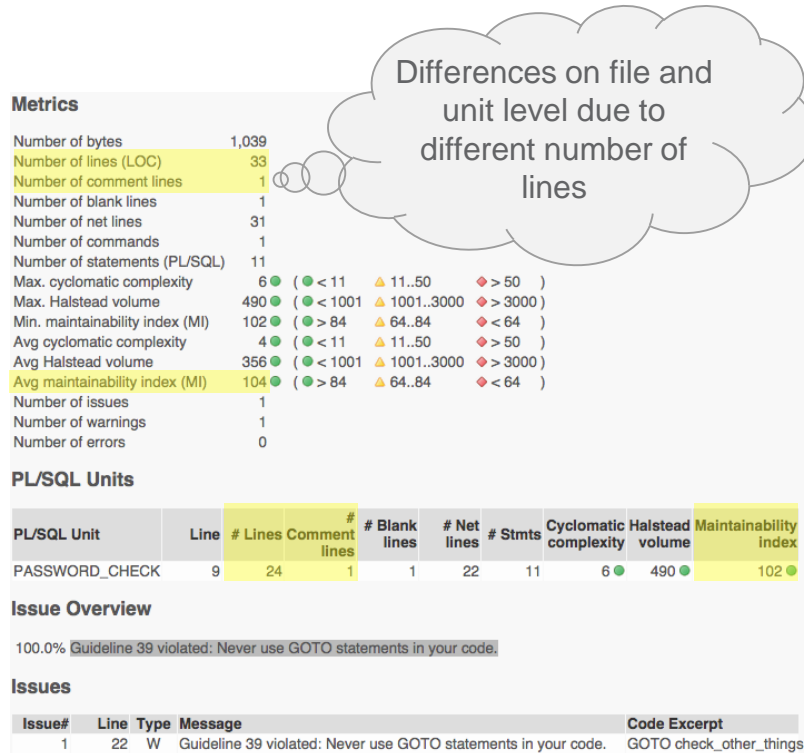 Differences on file and
unit level due to
different number of
lines
Metrics
Number of bytes 1,039
Number of lines (LOC) 33
Number of comment lines 1
Number of blank lines 1
Number of net lines 31
Number of commands 1
Number of statements (PL/SQL) 11
Max. cyclomatic complexity 6 ( < 11 11..50 > 50 )
Max. Halstead volume 490 ( < 1001 1001..3000 > 3000 )
Min. maintainability index (MI) 102 ( > 84 64..84 < 64 )
Avg cyclomatic complexity 4 ( < 11 11..50 > 50 )
Avg Halstead volume 356 ( < 1001 1001..3000 > 3000 )
Avg maintainability index (MI) 104 ( > 84 64..84 < 64 )
Number of issues 1
Number of warnings 1
Number of errors 0
PL/SQL Units
PL/SQL Unit Line # Lines # Comment lines # Blank lines # Net lines # Stmts Cyclomatic complexity Halstead volume Maintainability index
PASSWORD_CHECK 9 24 1 1 22 11 6 490 102
Issue Overview
100.0% Guideline 39 violated: Never use GOTO statements in your code.
Issues
Issue# Line Type Message Code Excerpt
1 22 W Guideline 39 violated: Never use GOTO statements in your code. GOTO check_other_things